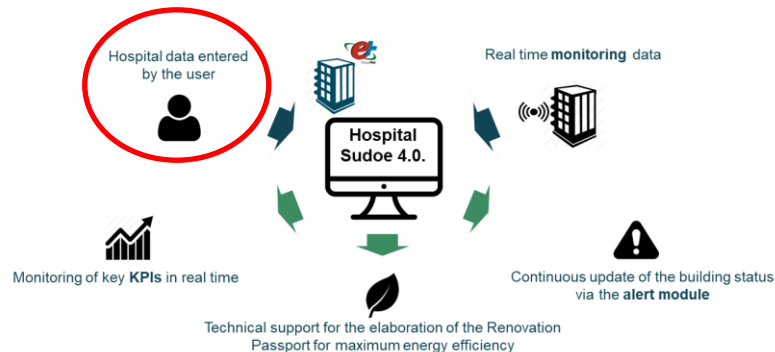 Hospital data entered
by the user
Real time monitoring data
Hospital
Sudoe 4.0.
Monitoring of key KPIs in real time
Continuous update of the building status
via the alert module
Technical support for the elaboration of the Renovation
Passport for maximum energy efficiency